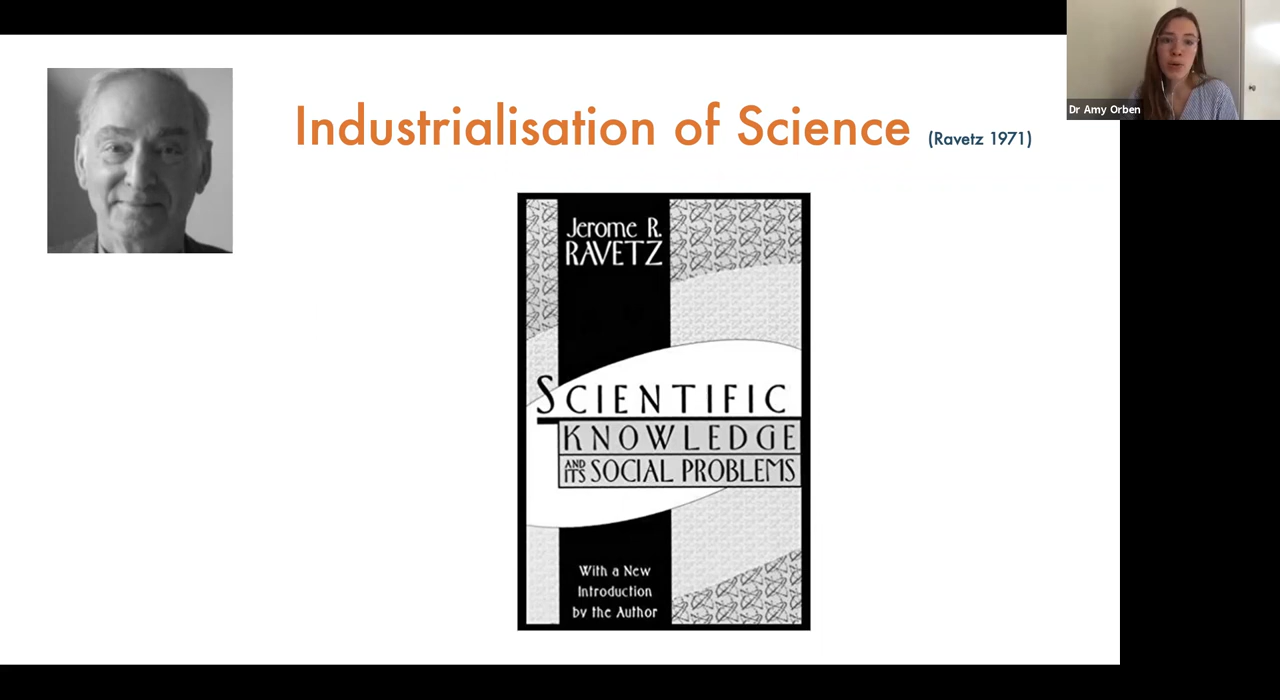 Dr Amy Orben
Industrialisation of Science (Ravetz 1971)
Jerome R.
RAVETZ
SCIENTIFIC
KNOWLEDGE
AND ITS SOCIAL PROBLEMS
With a New
Introduction
by the Author